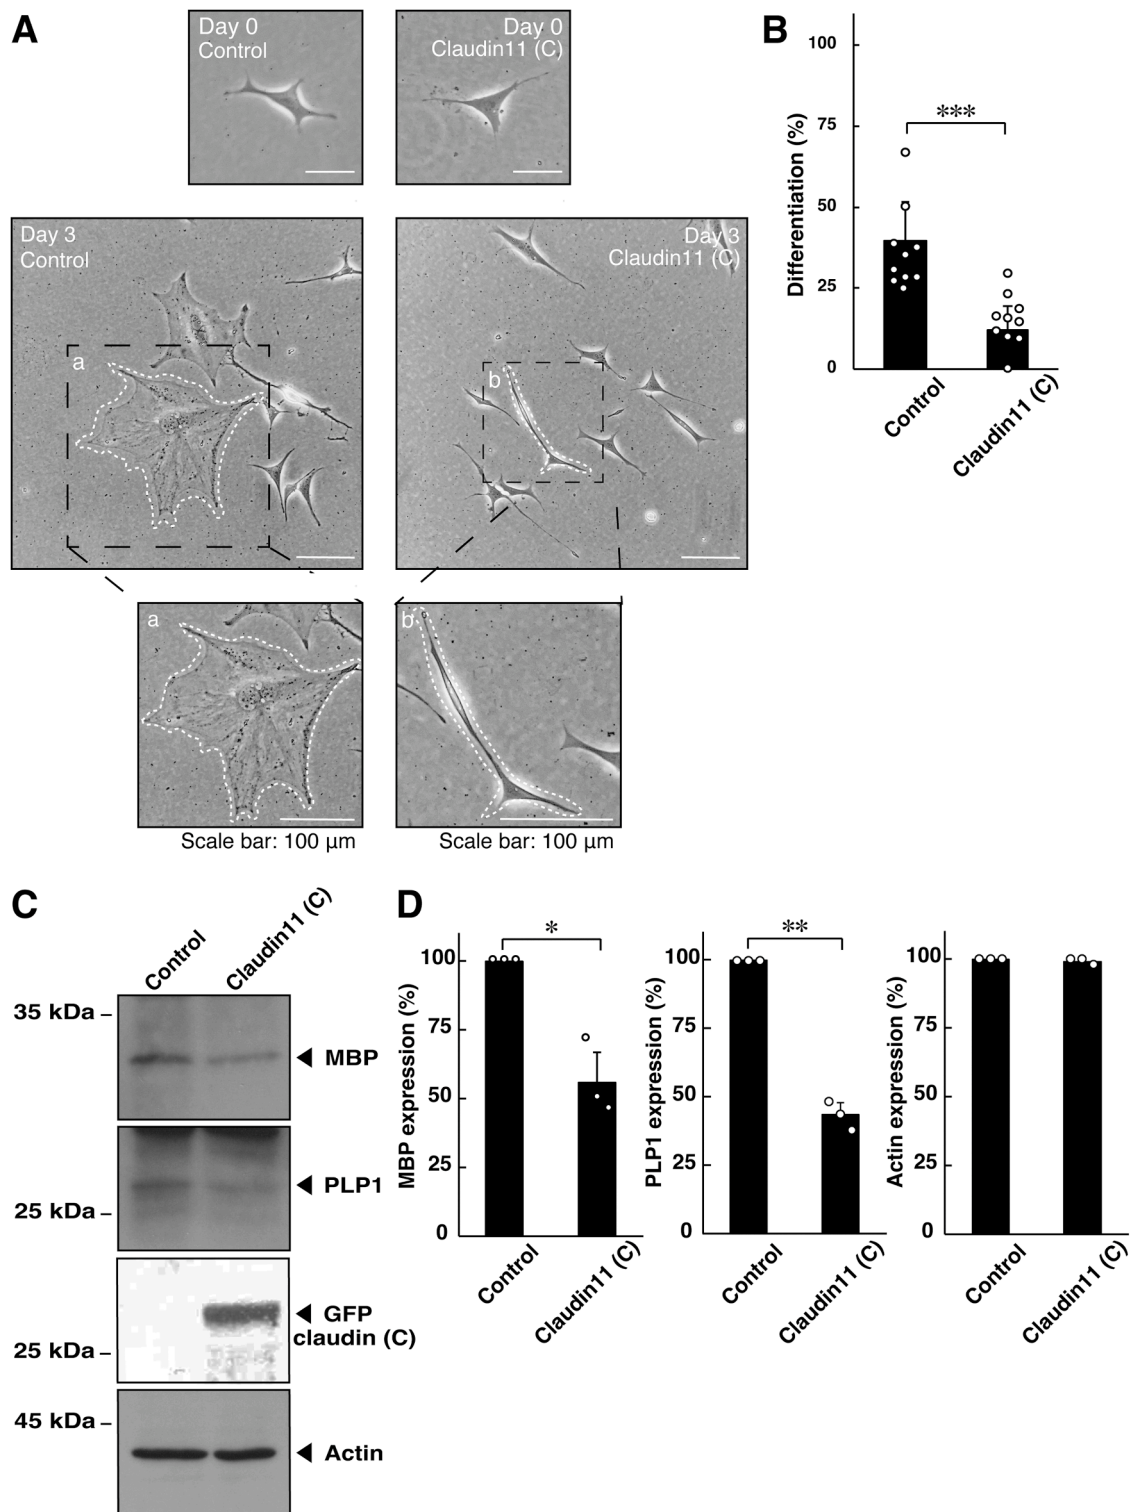 A
Day 0
Control
Day 0
Claudin11 (C)
Day 3
Control
a
Day 3
Claudin11 (C)
b
a
b
Scale bar: 100 µm
Scale bar: 100 µm
B
Differentiation (%)
100
75
50
25
0
***
Control
Claudin11 (C)
C
Control
Claudin11 (C)
35 kDa
MBP
PLP1
25 kDa
GFP
claudin (C)
25 kDa
45 kDa
Actin
D
MBP expression (%)
100
75
50
25
0
*
Control
Claudin11 (C)
PLP1 expression (%)
100
75
50
25
0
**
Control
Claudin11 (C)
Actin expression (%)
100
75
50
25
0
Control
Claudin11 (C)